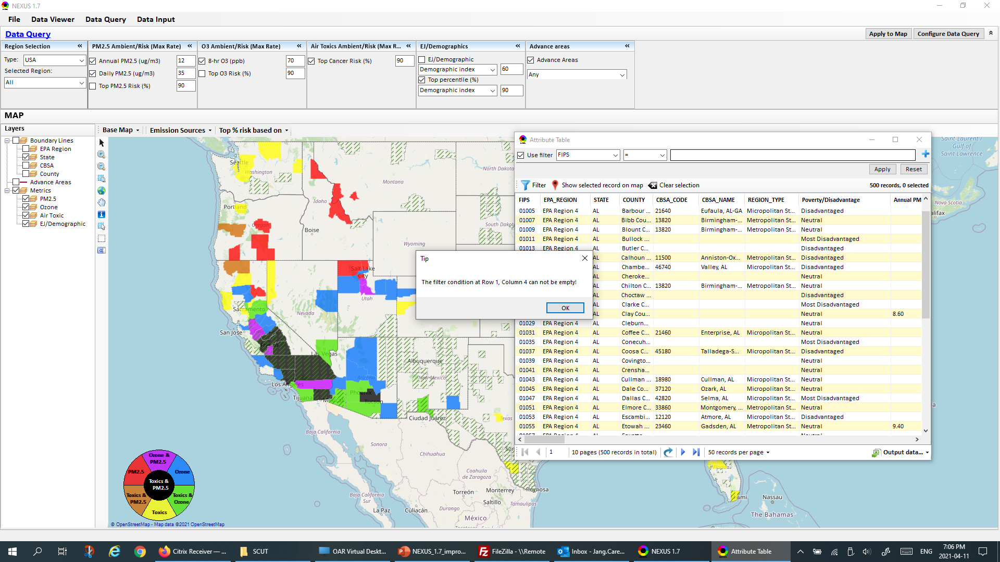 NEXUS 1.7
File Data Viewer Data Query Data Input
Data Query
Apply to Map Configure Data Query
Region Selection
Type: USA
Selected Region:
All
PM2.5 Ambient/Risk (Max Rate)
Annual PM2.5 (ug/m3) 12
Daily PM2.5 (ug/m3) 35
Top PM2.5 Risk (%) 90
O3 Ambient/Risk (Max Rate)
8-hr O3 (ppb) 70
Top O3 Risk (%) 90
Air Toxics Ambient/Risk (Max R...
Top Cancer Risk (%) 90
EJ/Demographics
EJ/Demographic
Demographic index 60
Top percentile (%)
Demographic index 90
Advance areas
Advance Areas
Any
MAP
Layers
Boundary Lines
EPA Region
State
CBSA
County
Advance Areas
Metrics
PM2.5
Ozone
Air Toxic
EJ/Demographic
Base Map Emission Sources Top % risk based on
Seattle
Washington
Portland
Oregon
Idaho
Boise
Montana
North Dakota
South Dakota
Wyoming
Salt Lake
City
Utah
Nevada
Sacramento
San Jose
Las Vegas
Los Angeles
Tijuana
Arizona
Phoenix
Tucson
Albuquerque
New Mexico
Ciudad Juárez
Texas
Baja California
Sonora
Chihuahua
Coahuila
de Zaragoza
Reynosa
Torreón
Monterrey
Saltillo
Tamaulipas
Baja California
Sur
La Paz
Culiacán
Durango
México
Florida
Miami
Nassau
The Bahamas
Saint-Laurent /
Gulf of
Saint Lawrence
Nova Scotia
alifax
Ozone &
PM2.5
PM2.5
Ozone
Toxics &
PM2.5
Toxics &
PM2.5
Toxics &
Ozone
Toxics
© OpenStreetMap - Map data ©2021 OpenStreetMap
Attribute Table
Use filter FIPS =
Apply Reset
Filter Show selected record on map Clear selection 500 records, 0 selected
FIPS EPA_REGION STATE COUNTY CBSA_CODE CBSA_NAME REGION_TYPE Poverty/Disadvantage Annual PM
01005 EPA Region 4 AL Barbour ... 21640 Eufaula, AL-GA Micropolitan St... Disadvantaged
01007 EPA Region 4 AL Bibb Cou... 13820 Birmingham-... Metropolitan St... Neutral
01009 EPA Region 4 AL Blount C... 13820 Birmingham-... Metropolitan St... Neutral
01011 EPA Region 4 AL Bullock ... Most Disadvantaged
01013 EPA Region 4 AL Butler C... Disadvantaged
AL Calhoun ... 11500 Anniston-Ox... Metropolitan St... Disadvantaged
AL Chambe... 46740 Valley, AL Micropolitan St... Disadvantaged
AL Cheroke... Neutral
AL Chilton C... 13820 Birmingham-... Metropolitan St... Neutral
AL Choctaw ... Disadvantaged
AL Clarke C... Most Disadvantaged
AL Clay Cou... Neutral 8.60
01029 EPA Region 4 AL Cleburn... Neutral
01031 EPA Region 4 AL Coffee C... 21460 Enterprise, AL Micropolitan St... Neutral
01035 EPA Region 4 AL Conecuh... Most Disadvantaged
01037 EPA Region 4 AL Coosa C... 45180 Talladega-S... Micropolitan St... Disadvantaged
01039 EPA Region 4 AL Covingto... Neutral
01041 EPA Region 4 AL Crensha... Neutral
01043 EPA Region 4 AL Cullman ... 18980 Cullman, AL Micropolitan St... Neutral
01045 EPA Region 4 AL Dale Co... 37120 Ozark, AL Micropolitan St... Neutral
01047 EPA Region 4 AL Dallas C... 42820 Selma, AL Micropolitan St... Most Disadvantaged
01051 EPA Region 4 AL Elmore C... 33860 Montgomery, ... Metropolitan St... Neutral
01053 EPA Region 4 AL Escambi... 12120 Atmore, AL Micropolitan St... Disadvantaged
01055 EPA Region 4 AL Etowah ... 23460 Gadsden, AL Metropolitan St... Neutral 9.40
1 10 pages (500 records in total) 50 records per page Output data...
Tip
The filter condition at Row 1, Column 4 can not be empty!
OK
Citrix Receiver — ... SCUT OAR Virtual Deskt... NEXUS_1.7_impro... FileZilla - \\Remote Inbox - Jang.Care... NEXUS 1.7 Attribute Table ENG
7:06 PM
2021-04-11